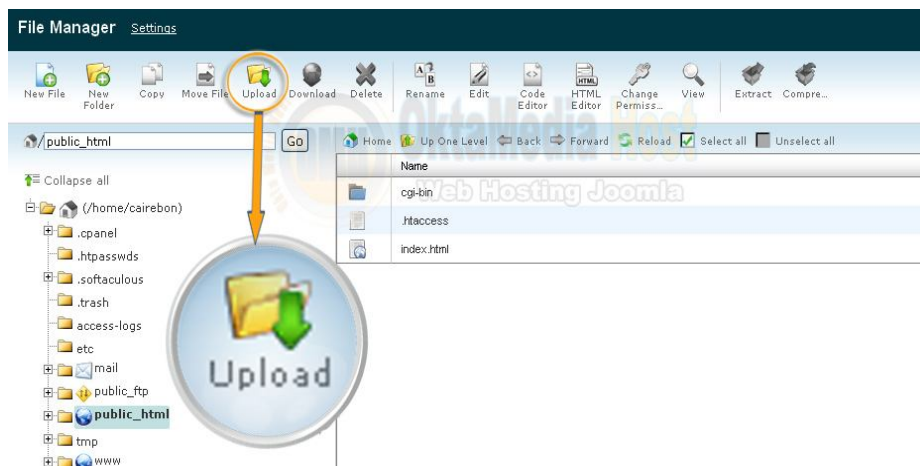 File Manager Settings
New File New Folder Copy Move File Upload Download Delete Rename Edit Code Editor HTML Editor Change Permiss... View Extract Compre...
/ public_html Go
Home Up One Level Back Forward Reload Select all Unselect all
Collapse all
(/home/cairebon)
.cpanel
.htpasswds
.softaculous
.trash
access-logs
etc
mail
public_ftp
public_html
tmp
www
Upload
Name
cgi-bin
.htaccess
index.html
OktaMedia Host
Web Hosting Joomla